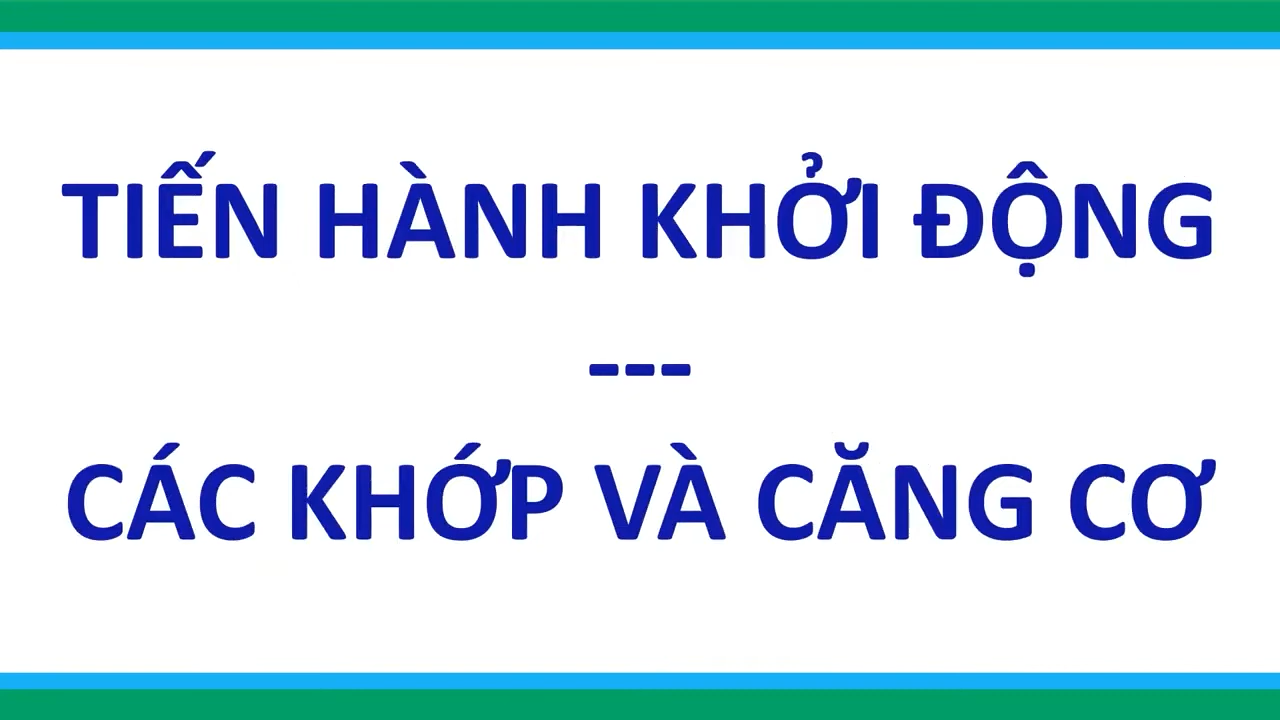 TIẾN HÀNH KHỞI ĐỘNG
---
CÁC KHỚP VÀ CĂNG CƠ